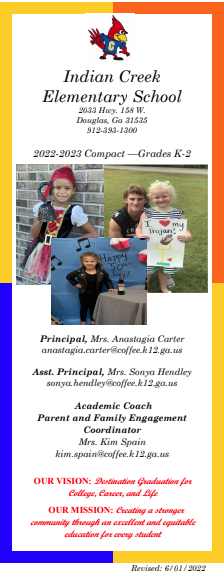 Indian Creek
Elementary School
2033 Hwy. 158 W.
Douglas, Ga 31535
912-393-1300
2022-2023 Compact —Grades K-2
I ♥ my
Trojan!
Happy
50th
Day!
Principal, Mrs. Anastagia Carter
anastagia.carter@coffee.k12.ga.us
Asst. Principal, Mrs. Sonya Hendley
sonya.hendley@coffee.k12.ga.us
Academic Coach
Parent and Family Engagement
Coordinator
Mrs. Kim Spain
kim.spain@coffee.k12.ga.us
OUR VISION: Destination Graduation for
College, Career, and Life
OUR MISSION: Creating a stronger
community through an excellent and equitable
education for every student
Revised: 6/01/2022